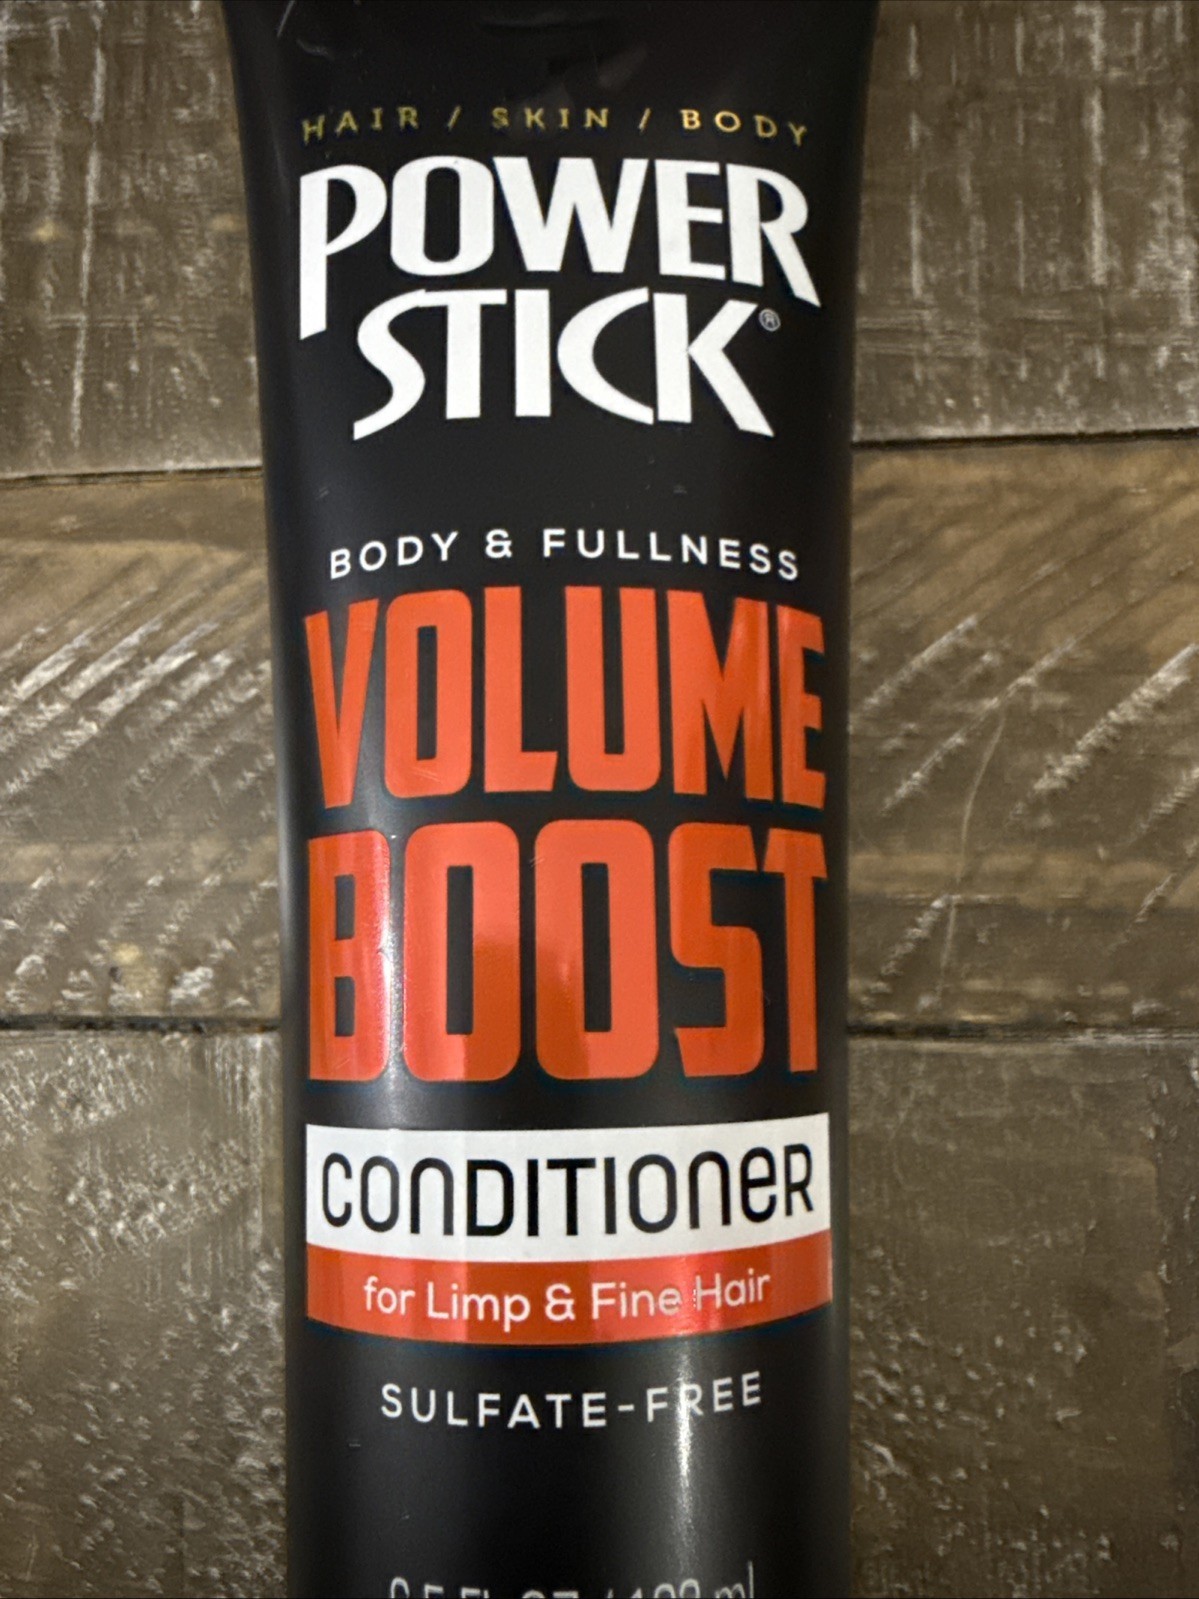 HAIR / SKIN / BODY
POWER
STICK®
BODY & FULLNESS
VOLUME
BOOST
CONDITIONER
for Limp & Fine Hair
SULFATE-FREE